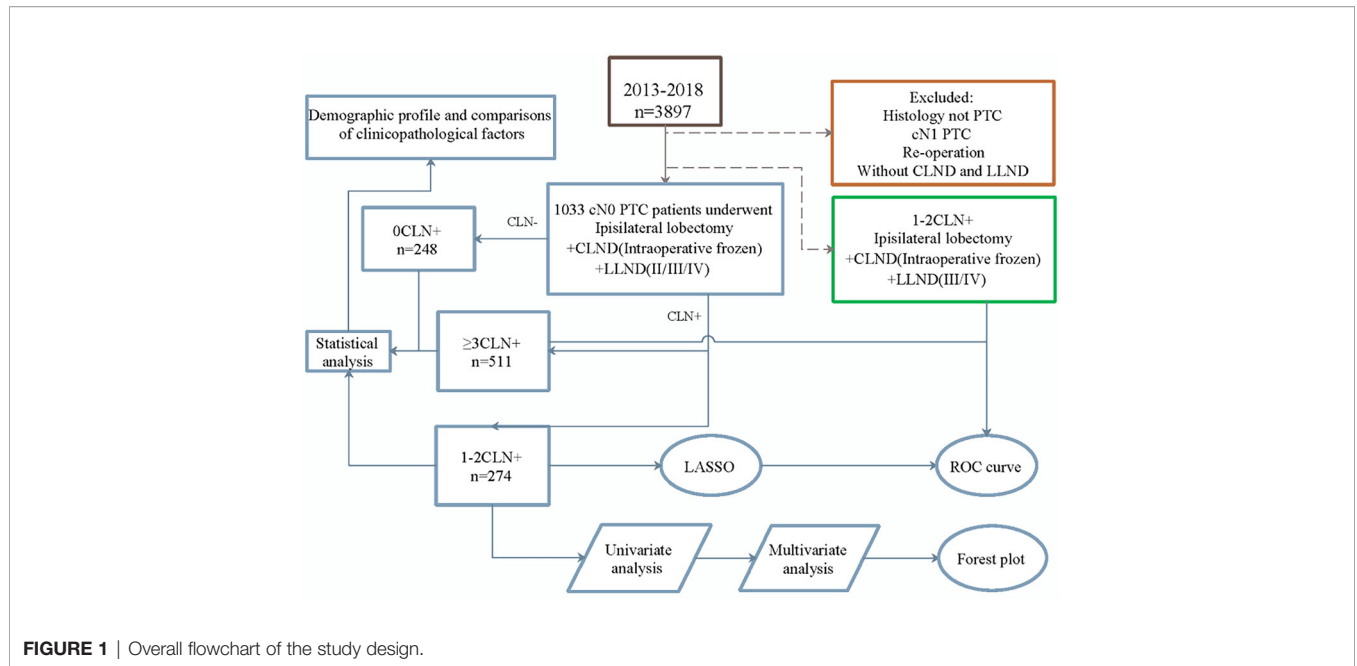 2013-2018
n=3897
Excluded:
Histology not PTC
cN1 PTC
Re-operation
Without CLND and LLND
Demographic profile and comparisons
of clinicopathological factors
1033 cN0 PTC patients underwent
Ipisilateral lobectomy
+CLND(Intraoperative frozen)
+LLND(II/III/IV)
1-2CLN+
Ipisilateral lobectomy
+CLND(Intraoperative frozen)
+LLND(III/IV)
CLN-
0CLN+
n=248
CLN+
Statistical
analysis
≥3CLN+
n=511
1-2CLN+
n=274
LASSO
ROC curve
Univariate
analysis
Multivariate
analysis
Forest plot
FIGURE 1 | Overall flowchart of the study design.